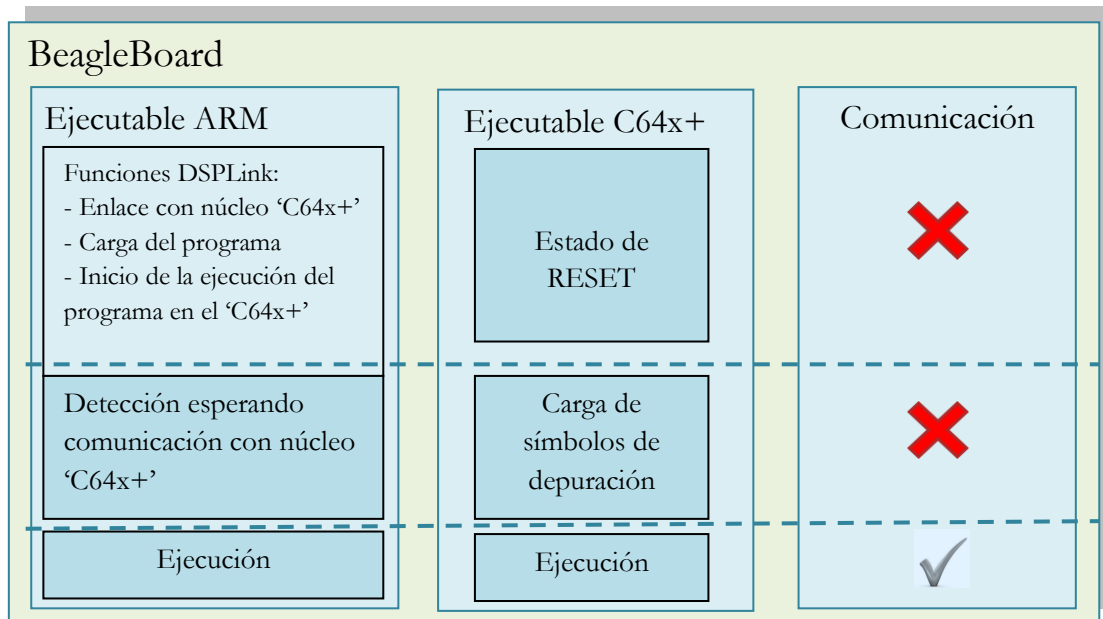 BeagleBoard
Ejecutable ARM
Funciones DSPLink:
- Enlace con núcleo ‘C64x+’
- Carga del programa
- Inicio de la ejecución del
programa en el ‘C64x+’
Detección esperando
comunicación con núcleo
‘C64x+’
Ejecución
Ejecutable C64x+
Estado de
RESET
Carga de
símbolos de
depuración
Ejecución
Comunicación